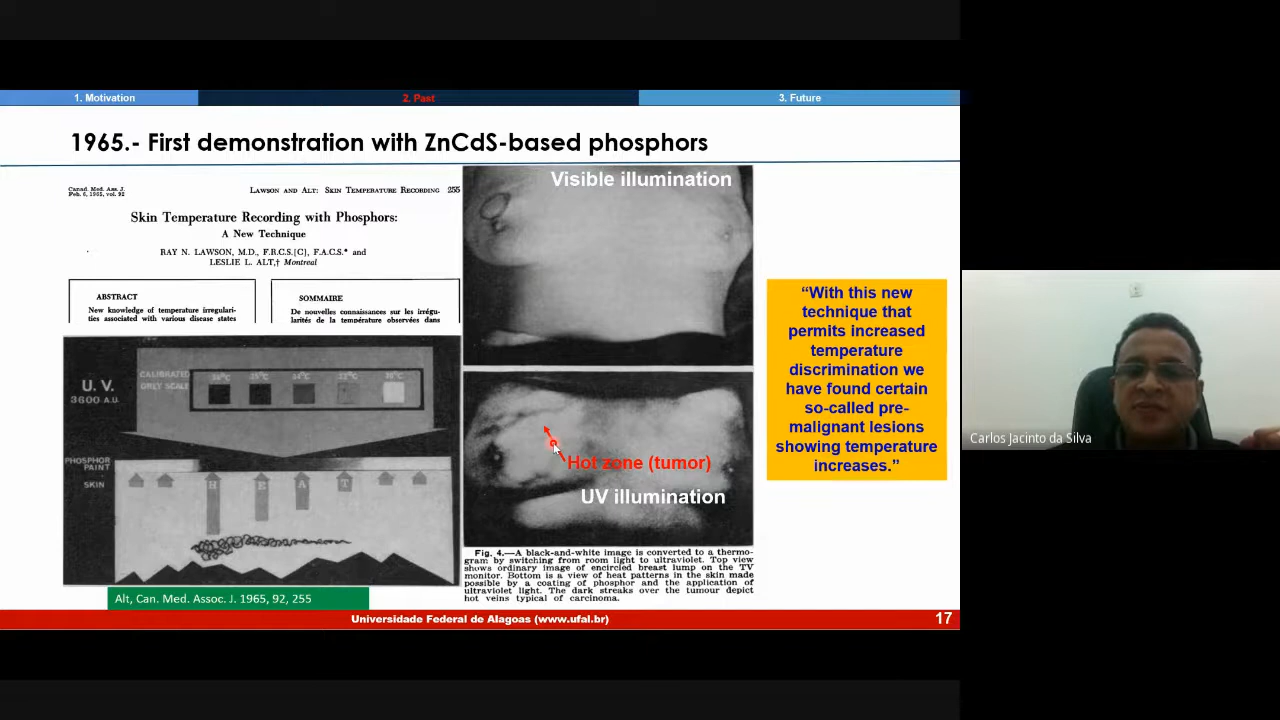 1. Motivation
2. Past
3. Future
1965.- First demonstration with ZnCdS-based phosphors
Canad. Med. Ass. J.
Feb. 6, 1965, vol. 92
LAWSON AND ALT: SKIN TEMPERATURE RECORDING 255
Skin Temperature Recording with Phosphors:
A New Technique
RAY N. LAWSON, M.D., F.R.C.S.[C], F.A.C.S.* and
LESLIE L. ALT,† Montreal
ABSTRACT
New knowledge of temperature irregulari-
ties associated with various disease states
SOMMAIRE
De nouvelles connaissances sur les irrégu-
larités de la température observées dans
U. V.
3600 A.U.
CALIBRATED
GREY SCALE
PHOSPHOR
PAINT
SKIN
H E A T
Alt, Can. Med. Assoc. J. 1965, 92, 255
Visible illumination
Hot zone (tumor)
UV illumination
Fig. 4.—A black-and-white image is converted to a thermo-
gram by switching from room light to ultraviolet. Top view
shows ordinary image of encircled breast lump on the TV
monitor. Bottom is a view of heat patterns in the skin made
possible by a coating of phosphor and the application of
ultraviolet light. The dark streaks over the tumour depict
hot veins typical of carcinoma.
“With this new
technique that
permits increased
temperature
discrimination we
have found certain
so-called pre-
malignant lesions
showing temperature
increases.”
Universidade Federal de Alagoas (www.ufal.br)
17
Carlos Jacinto da Silva